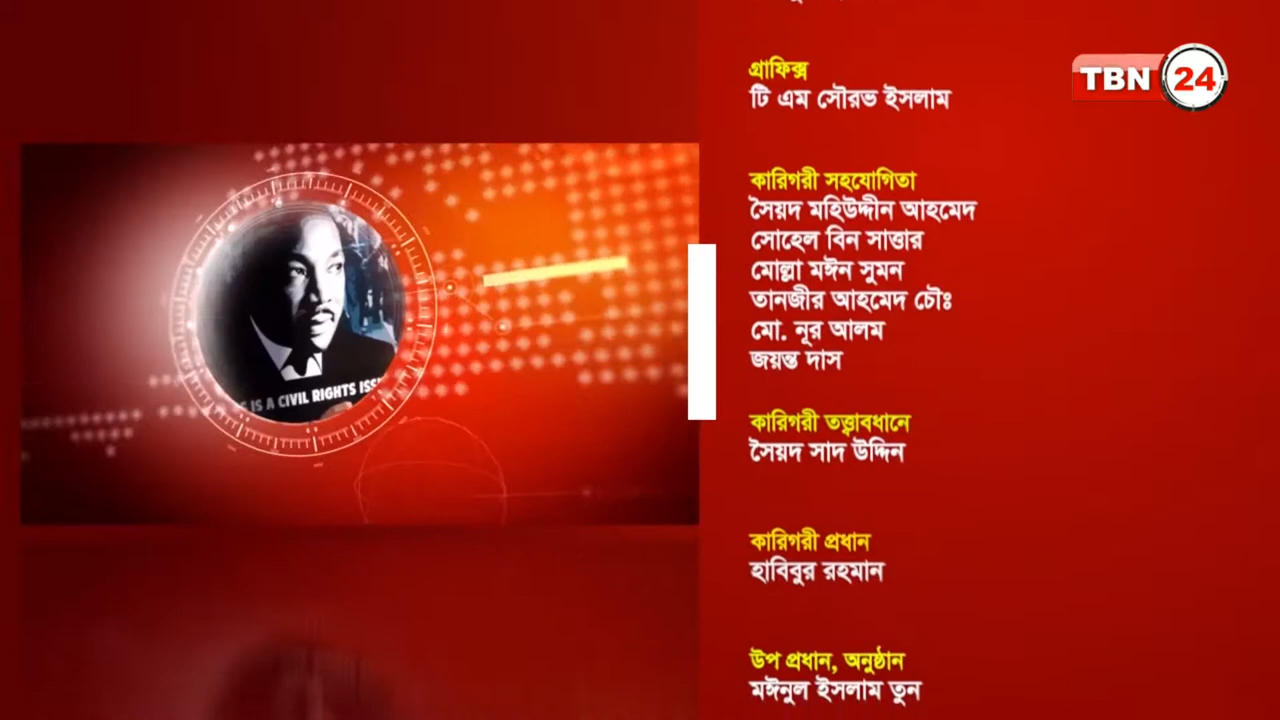 TBN 24
গ্রাফিক্স
টি এম সৌরভ ইসলাম
কারিগরী সহযোগিতা
সৈয়দ মহিউদ্দীন আহমেদ
সোহেল বিন সাত্তার
মোল্লা মঈন সুমন
তানজীর আহমেদ চৌঃ
মো. নূর আলম
জয়ন্ত দাস
কারিগরী তত্ত্বাবধানে
সৈয়দ সাদ উদ্দিন
কারিগরী প্রধান
হাবিবুর রহমান
উপ প্রধান, অনুষ্ঠান
মঈনুল ইসলাম তুন
IS A CIVIL RIGHTS ISS